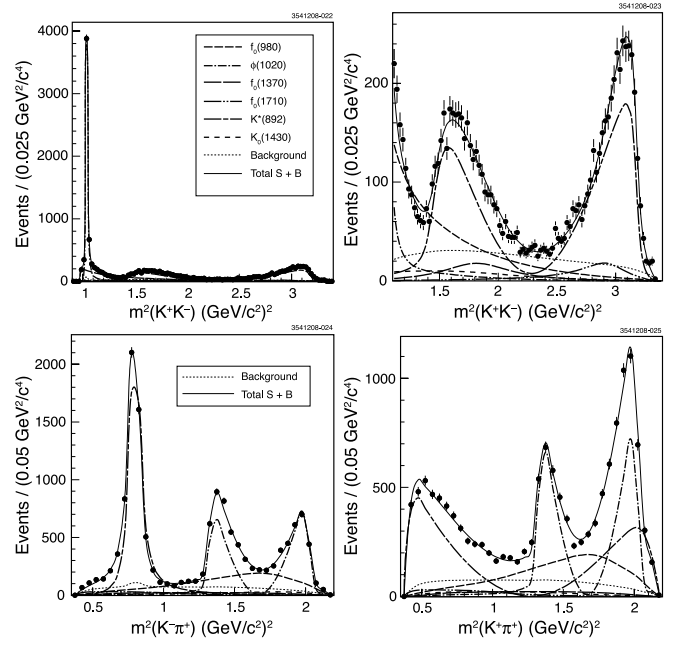 3541208-022
Events / (0.025 GeV²/c⁴)
4000
3000
2000
1000
0
f₀(980)
φ(1020)
f₀(1370)
f₀(1710)
K*(892)
K₀(1430)
Background
Total S + B
1 1.5 2 2.5 3
m²(K⁺K⁻) (GeV/c²)²
3541208-023
Events / (0.025 GeV²/c⁴)
200
100
0
1.5 2 2.5 3
m²(K⁺K⁻) (GeV/c²)²
3541208-024
Events / (0.05 GeV²/c⁴)
2000
1500
1000
500
0
Background
Total S + B
0.5 1 1.5 2
m²(K⁻π⁺) (GeV/c²)²
3541208-025
Events / (0.05 GeV²/c⁴)
1000
500
0
0.5 1 1.5 2
m²(K⁺π⁺) (GeV/c²)²